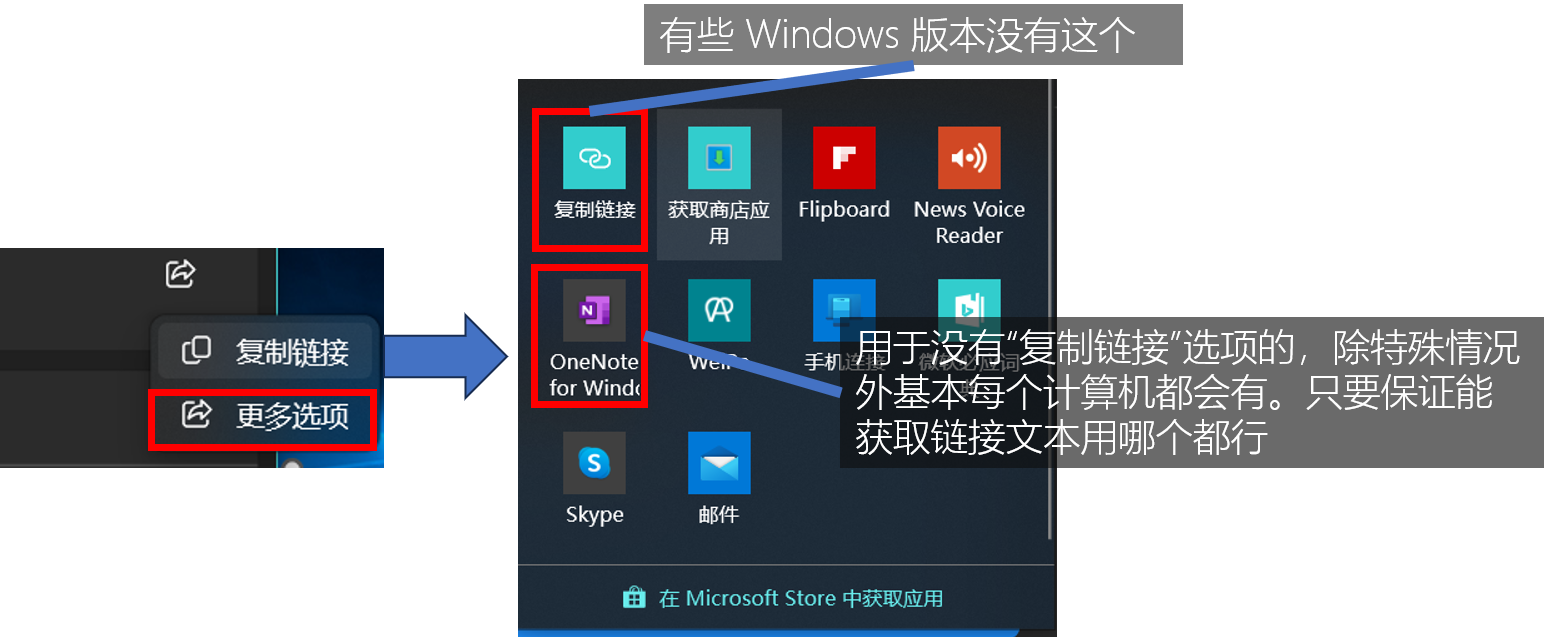 有些 Windows 版本没有这个
复制链接
获取商店应
用
Flipboard
News Voice
Reader
复制链接
更多选项
OneNote
for Windo
手机连接
微软必应词
用于没有“复制链接”选项的，除特殊情况
外基本每个计算机都会有。只要保证能
获取链接文本用哪个都行
Skype
邮件
在 Microsoft Store 中获取应用